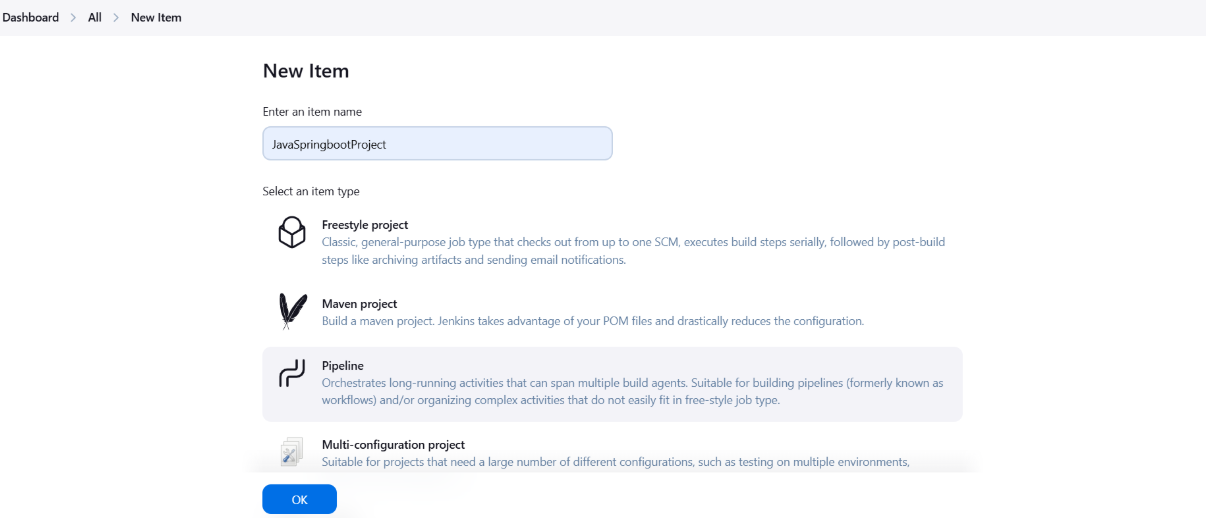 Dashboard > All > New Item
New Item
Enter an item name
JavaSpringbootProject
Select an item type
Freestyle project
Classic, general-purpose job type that checks out from up to one SCM, executes build steps serially, followed by post-build
steps like archiving artifacts and sending email notifications.
Maven project
Build a maven project. Jenkins takes advantage of your POM files and drastically reduces the configuration.
Pipeline
Orchestrates long-running activities that can span multiple build agents. Suitable for building pipelines (formerly known as
workflows) and/or organizing complex activities that do not easily fit in free-style job type.
Multi-configuration project
Suitable for projects that need a large number of different configurations, such as testing on multiple environments,
OK